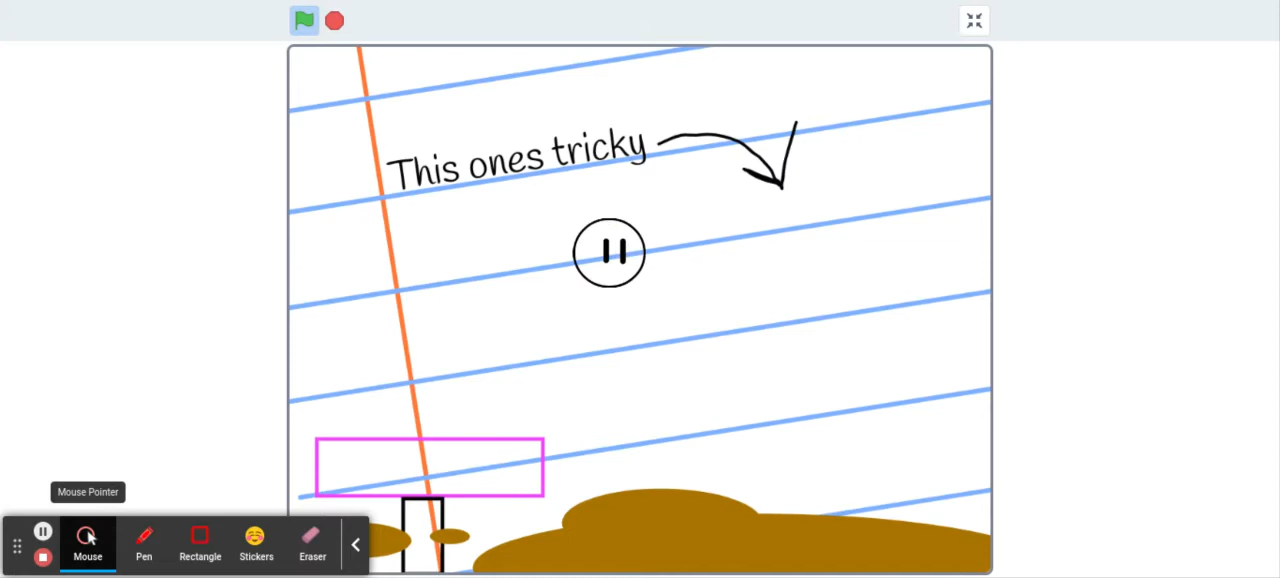 This ones tricky
Mouse Pointer
Mouse
Pen
Rectangle
Stickers
Eraser